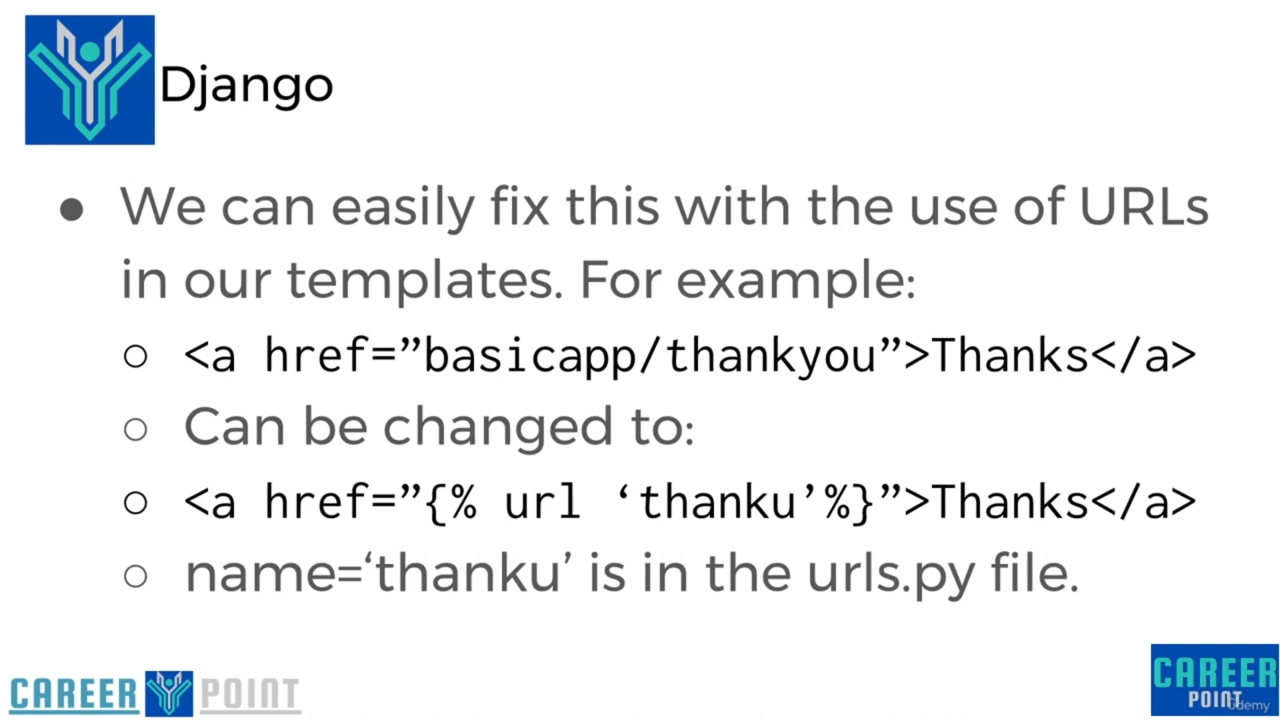 Django
● We can easily fix this with the use of URLs
in our templates. For example:
○ <a href=”basicapp/thankyou”>Thanks</a>
○ Can be changed to:
○ <a href=”{% url ‘thanku’%}”>Thanks</a>
○ name=‘thanku’ is in the urls.py file.
CAREER POINT
CAREER
POINT
Udemy